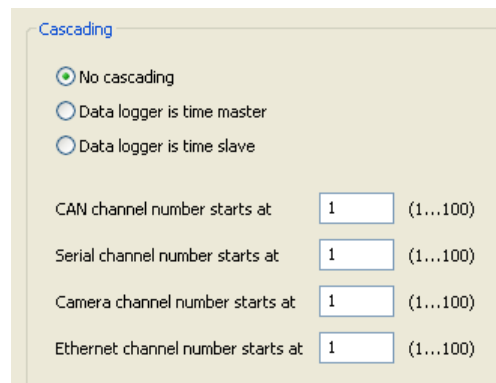 Cascading
No cascading
Data logger is time master
Data logger is time slave
CAN channel number starts at 1 (1...100)
Serial channel number starts at 1 (1...100)
Camera channel number starts at 1 (1...100)
Ethernet channel number starts at 1 (1...100)